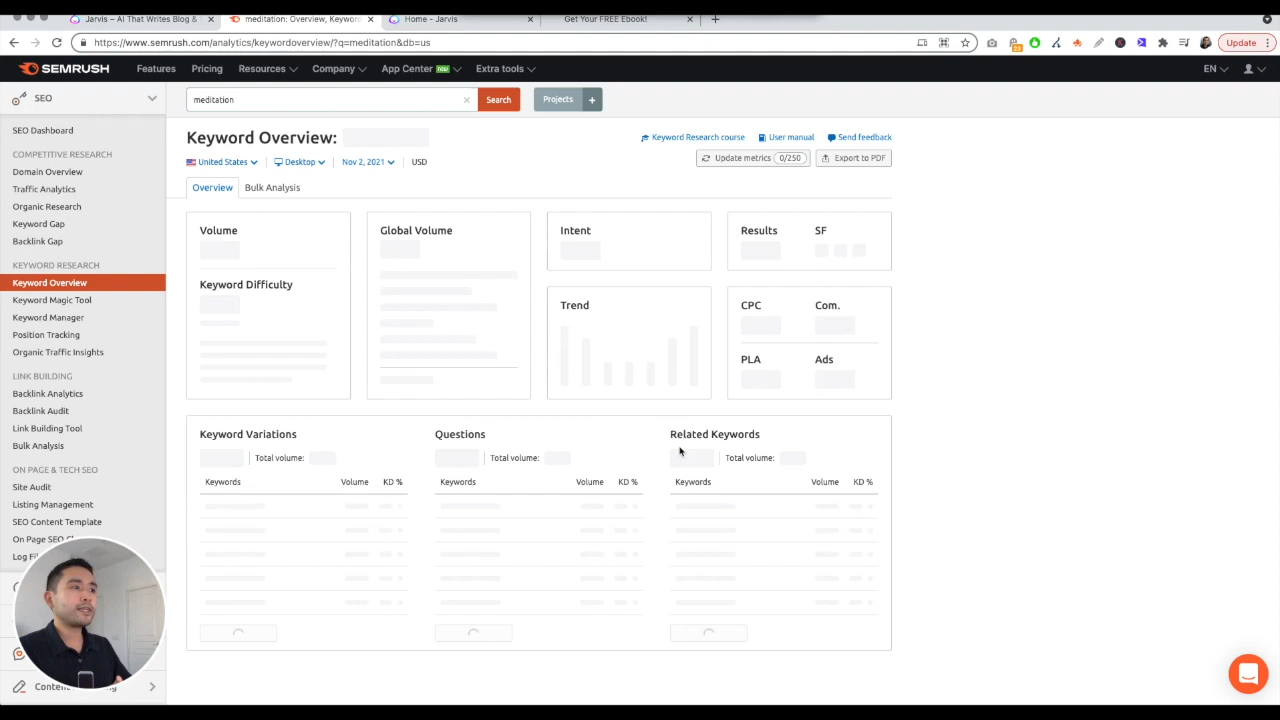 Jarvis – AI That Writes Blog &
meditation: Overview, Keywords
Home - Jarvis
Get Your FREE Ebook!
https://www.semrush.com/analytics/keywordoverview/?q=meditation&db=us
23
Update
SEMRUSH
Features
Pricing
Resources
Company
App Center
new
Extra tools
EN
SEO
meditation
Search
Projects
+
SEO Dashboard
COMPETITIVE RESEARCH
Domain Overview
Traffic Analytics
Organic Research
Keyword Gap
Backlink Gap
KEYWORD RESEARCH
Keyword Overview
Keyword Magic Tool
Keyword Manager
Position Tracking
Organic Traffic Insights
LINK BUILDING
Backlink Analytics
Backlink Audit
Link Building Tool
Bulk Analysis
ON PAGE & TECH SEO
Site Audit
Listing Management
SEO Content Template
On Page SEO
Log
Keyword Overview:
Keyword Research course
User manual
Send feedback
United States
Desktop
Nov 2, 2021
USD
Update metrics 0/250
Export to PDF
Overview
Bulk Analysis
Volume
Keyword Difficulty
Global Volume
Intent
Trend
Results
SF
CPC
Com.
PLA
Ads
Keyword Variations
Total volume:
Keywords Volume KD %
Questions
Total volume:
Keywords Volume KD %
Related Keywords
Total volume:
Keywords Volume KD %